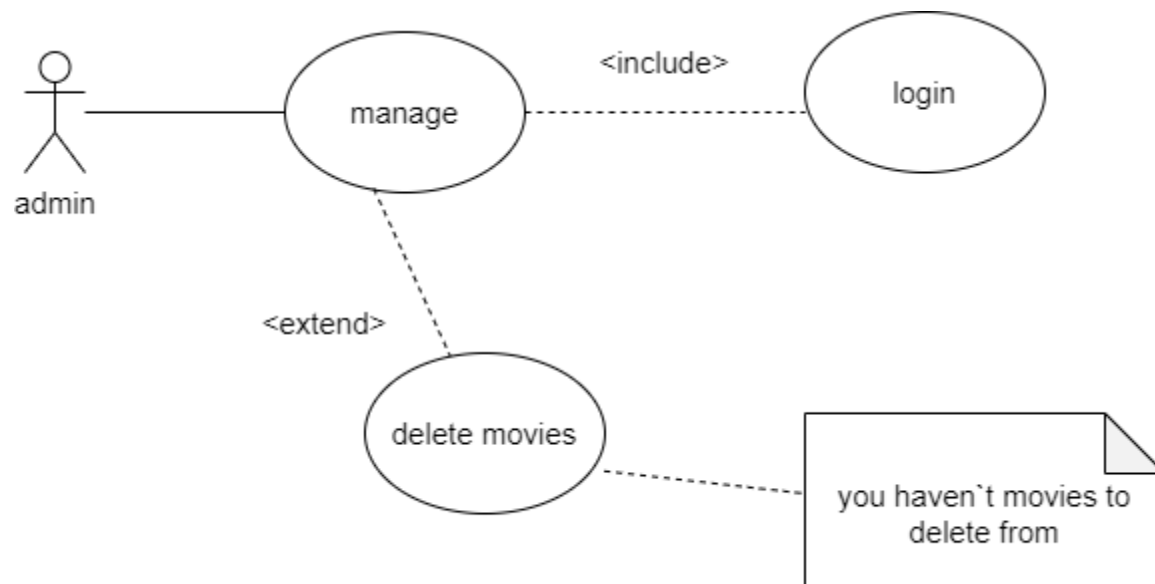 <include>
login
manage
admin
<extend>
delete movies
you haven`t movies to
delete from